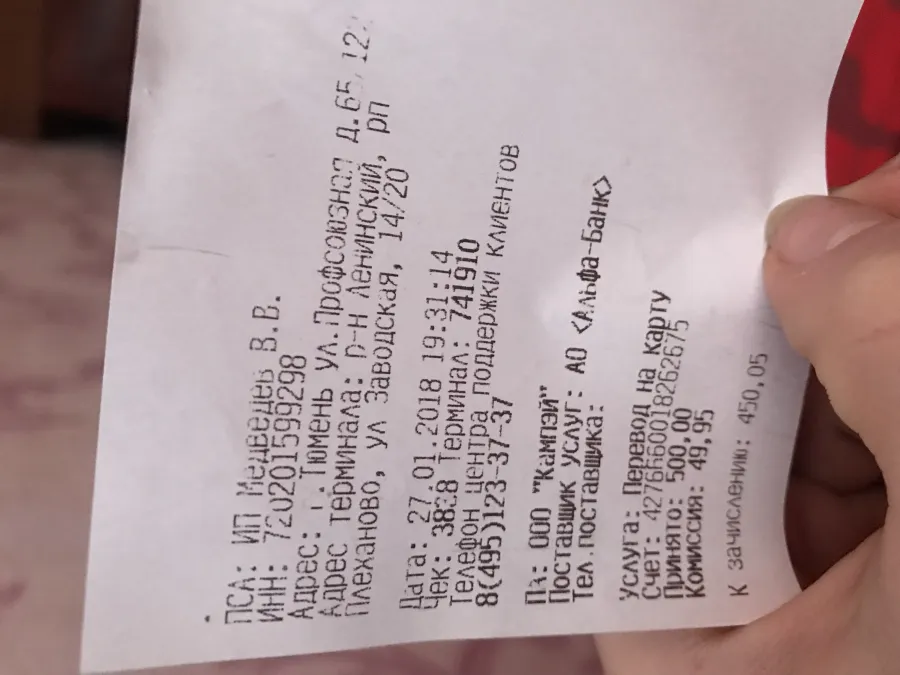 ПСА: ИП Медведев В.В.
ИНН: 720201599298
Адрес: г.Тюмень ул.Профсоюзная д.65,
Адрес терминала: р-н Ленинский, рп
Плеханово, ул Заводская, 14/20
Дата: 27.01.2018 19:31:14
Чек: Терминал: 741910
Телефон центра поддержки клиентов
8(495)123-37-37
ООО "Кампэй"
Поставщик услуг: АО <Альфа-Банк>
Тел.поставщика:
Услуга: Перевод на карту
Счет:
Принято: 500,00
Комиссия: 49,95
К зачислению: 450,05